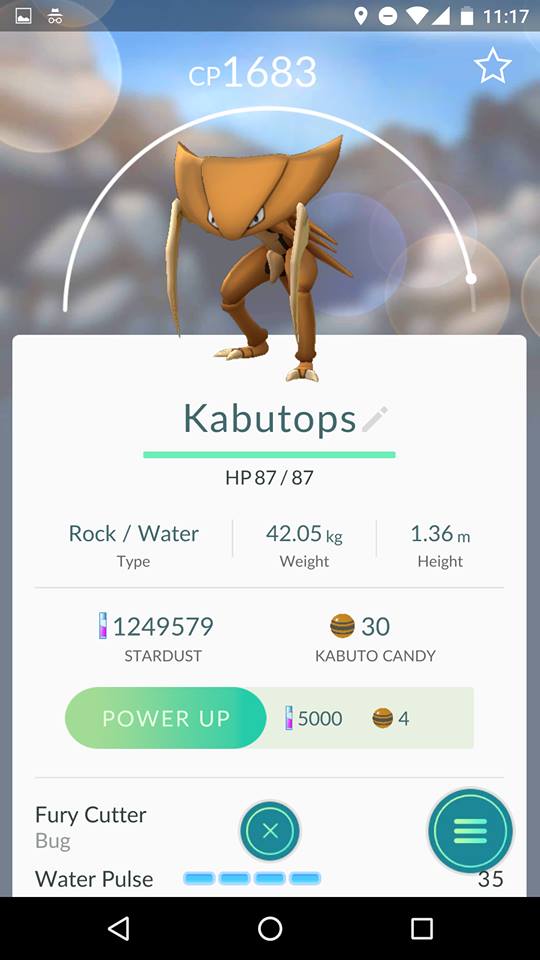 11:17
CP1683
Kabutops
HP 87 / 87
Rock / Water 42.05 kg 1.36 m
Type Weight Height
1249579 30
STARDUST KABUTO CANDY
POWER UP 5000 4
Fury Cutter
Bug
Water Pulse 35